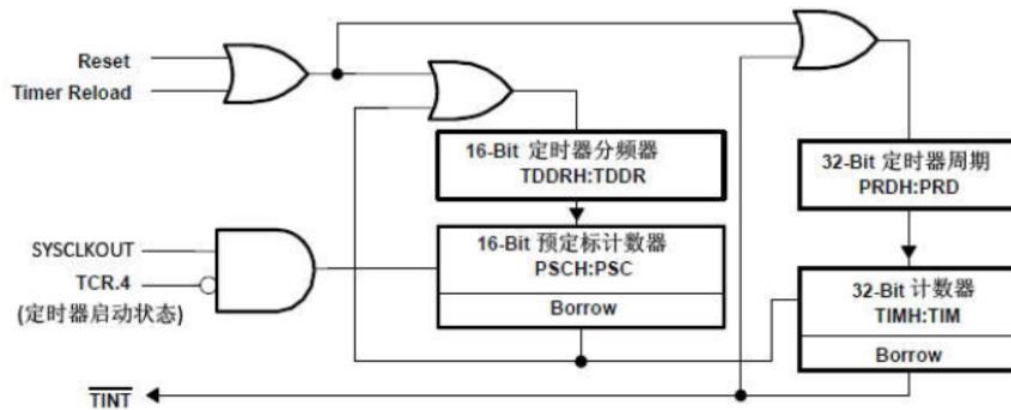 Reset
Timer Reload
16-Bit 定时器分频器
TDDRH:TDDR
32-Bit 定时器周期
PRDH:PRD
SYSCLKOUT
TCR.4
(定时器启动状态)
16-Bit 预定标计数器
PSCH:PSC
Borrow
32-Bit 计数器
TIMH:TIM
Borrow
TINT